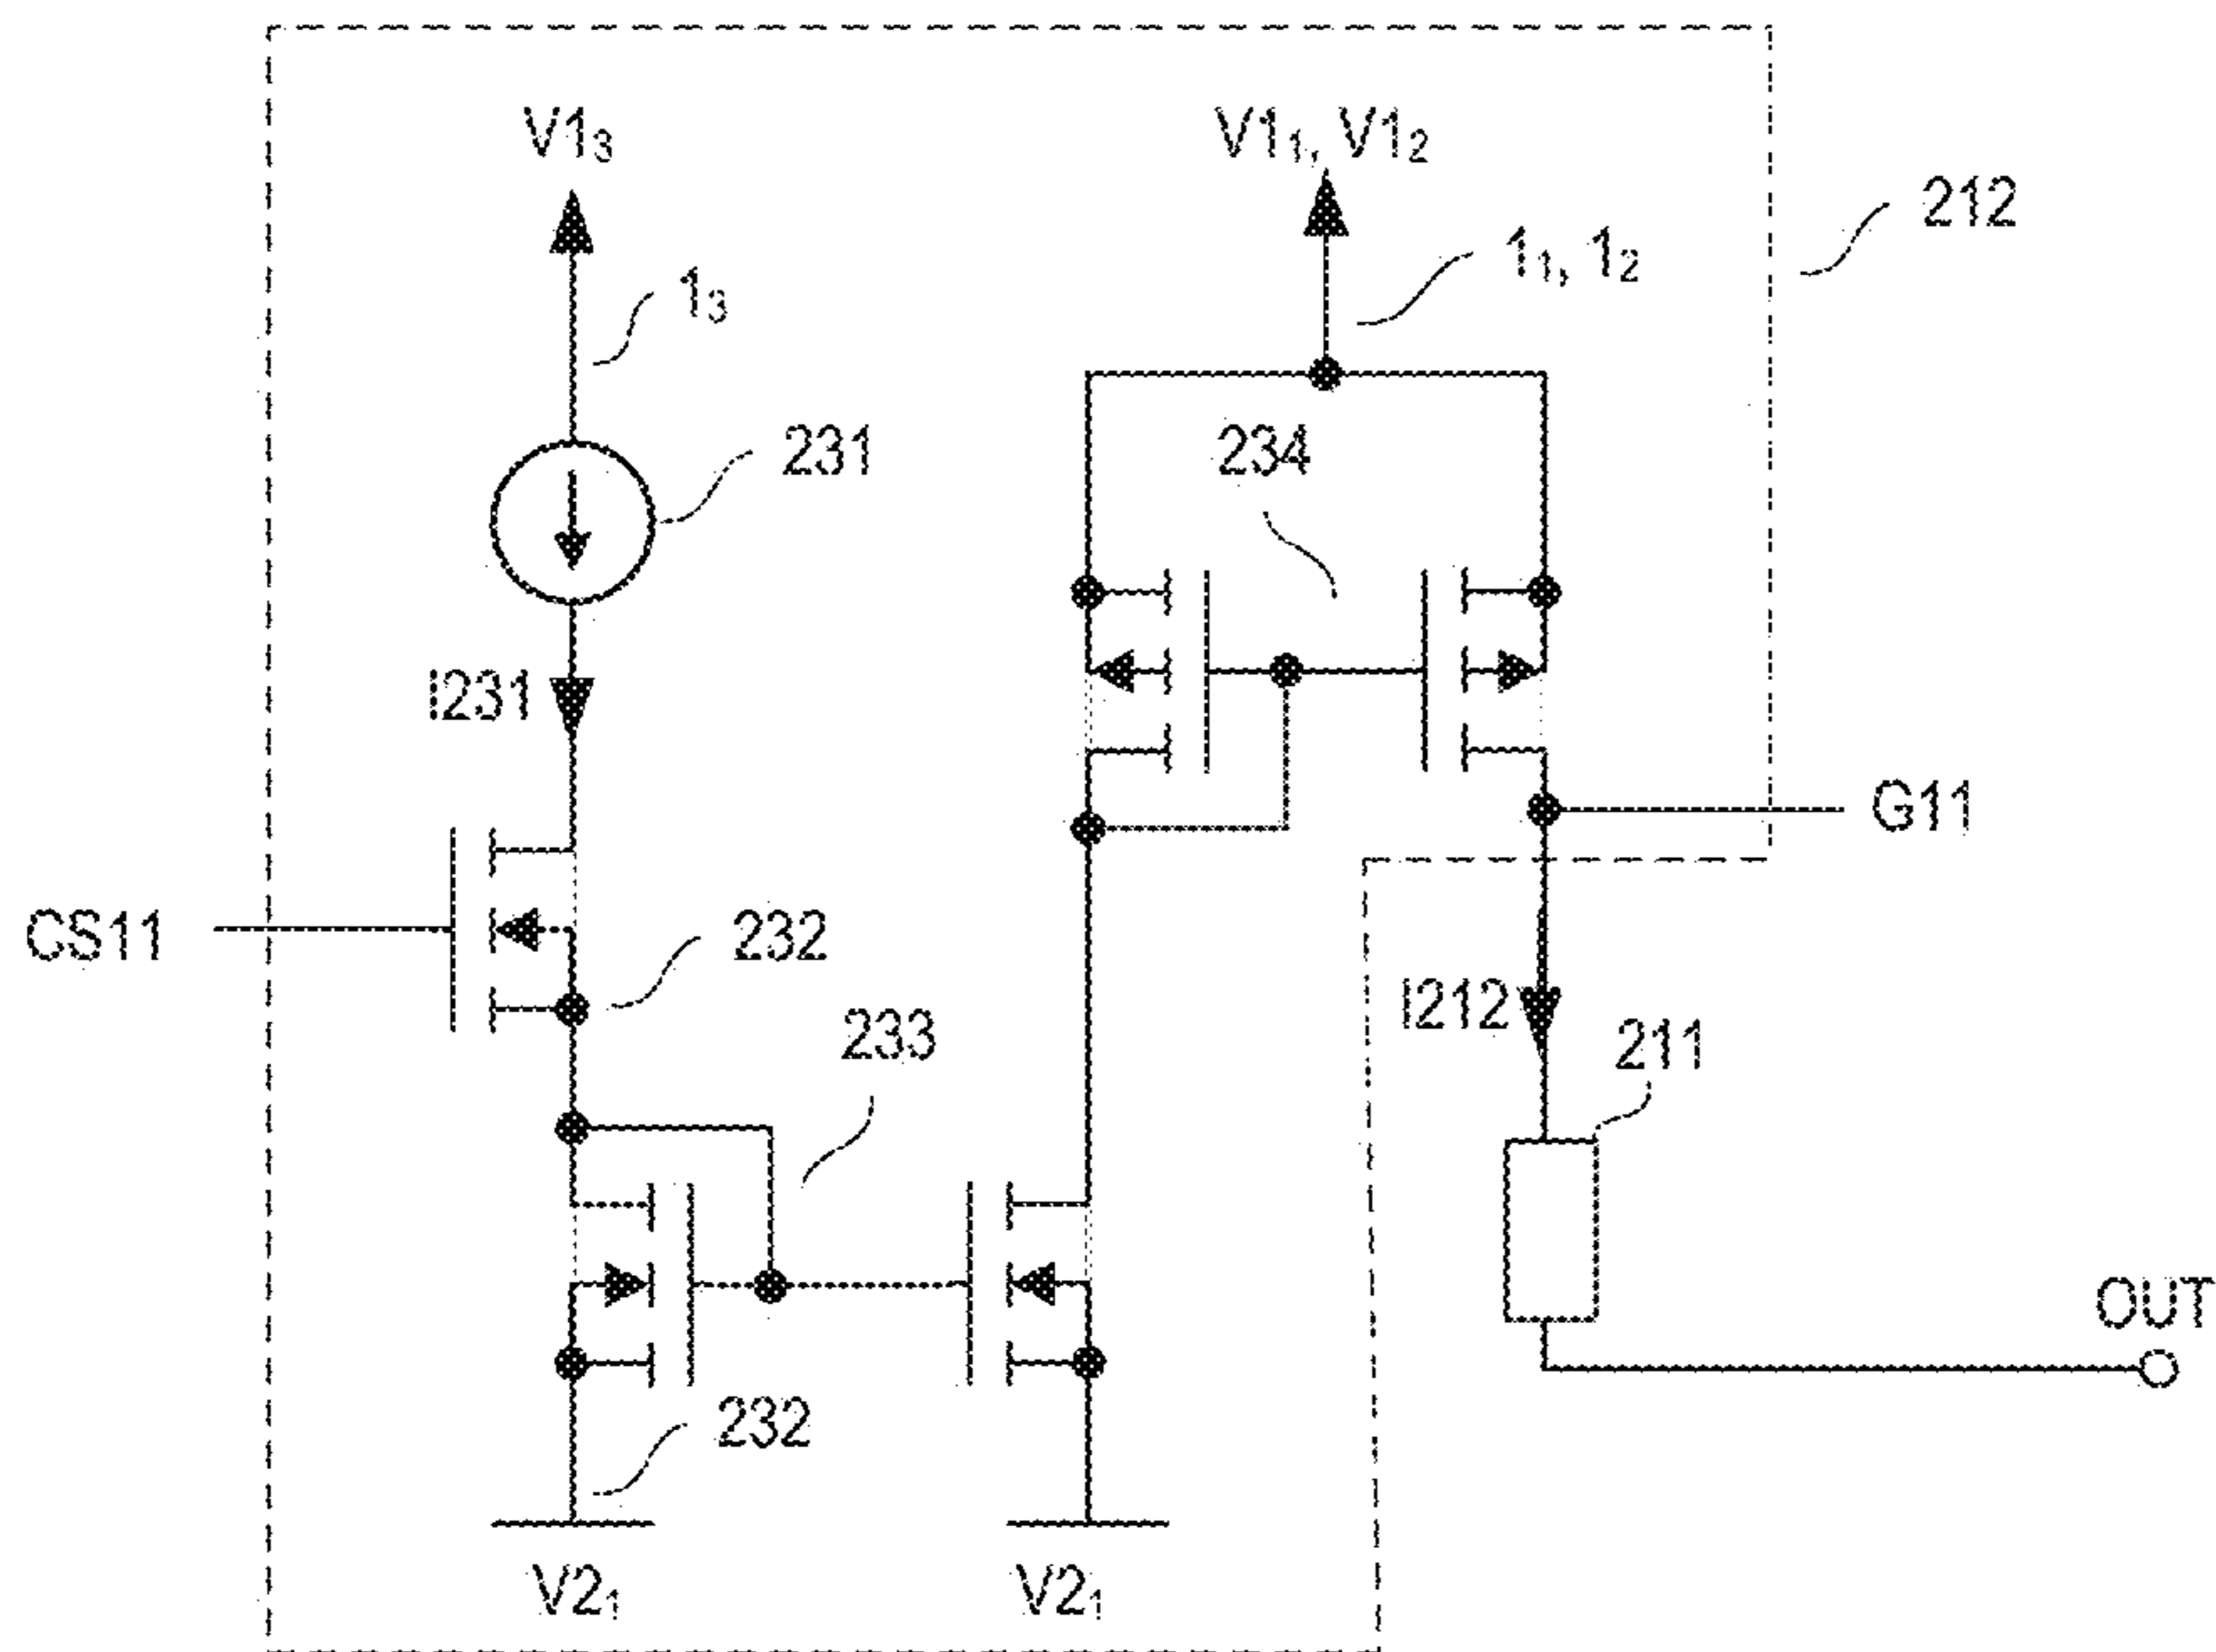 V1₃
V1₁, V1₂
212
1₃
1₁, 1₂
231
234
I231
G11
CS11
232
I212
233
211
OUT
232
V2₁
V2₁